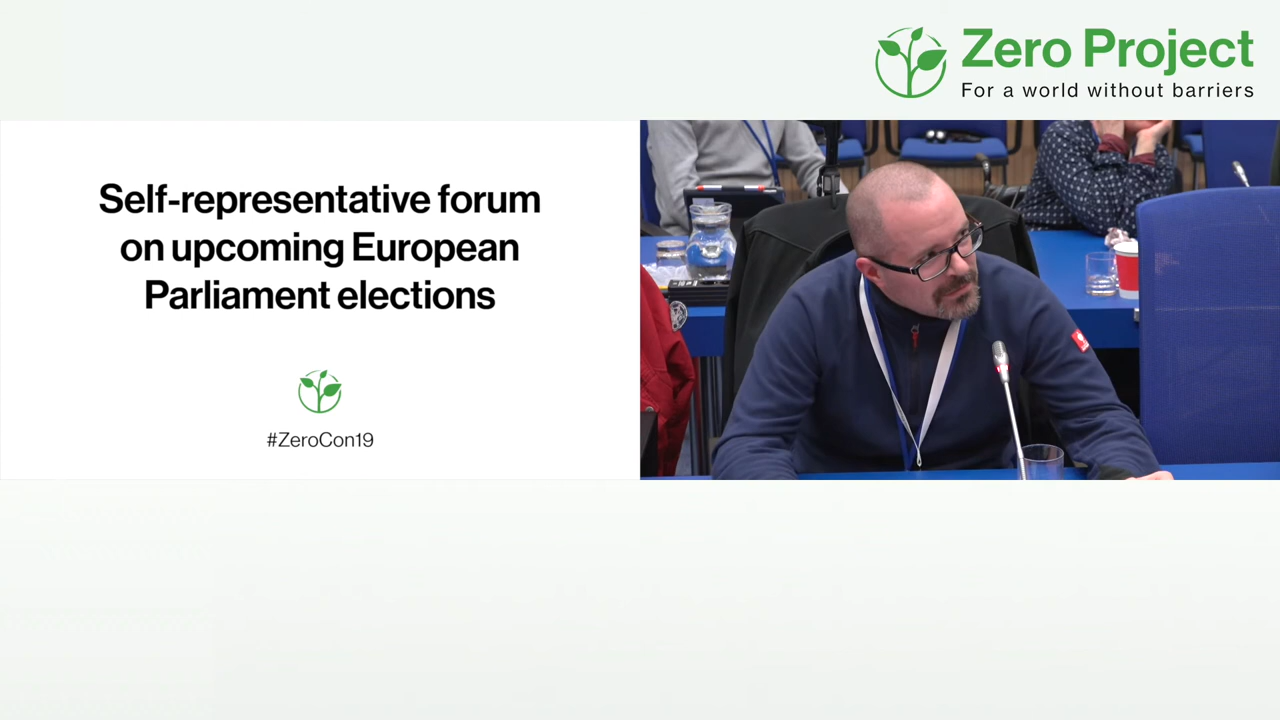 Zero Project
For a world without barriers
Self-representative forum
on upcoming European
Parliament elections
#ZeroCon19